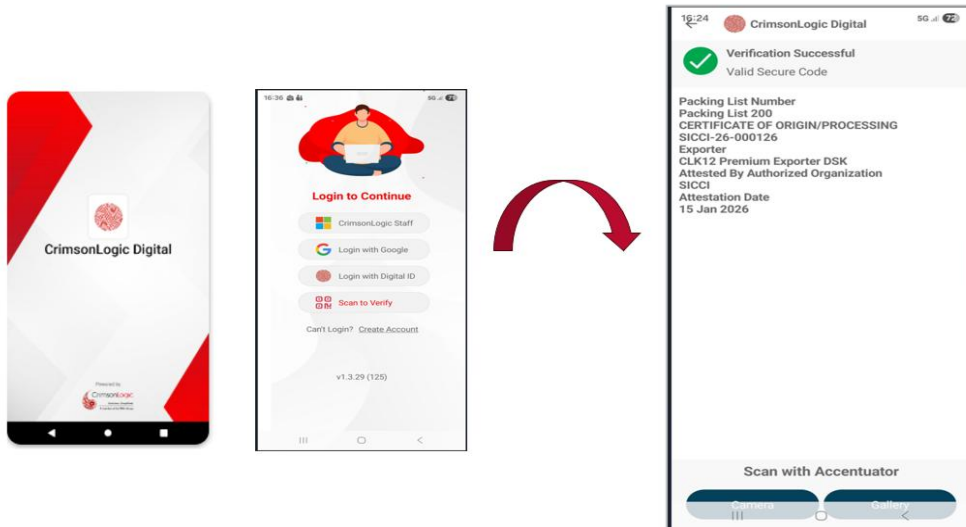 CrimsonLogic Digital
Powered by
CrimsonLogic
16:36
5G
72
Login to Continue
CrimsonLogic Staff
Login with Google
Login with Digital ID
Scan to Verify
Can't Login? Create Account
v1.3.29 (125)
16:24
CrimsonLogic Digital
5G
72
Verification Successful
Valid Secure Code
Packing List Number
Packing List 200
CERTIFICATE OF ORIGIN/PROCESSING
SICCI-26-000126
Exporter
CLK12 Premium Exporter DSK
Attested By Authorized Organization
SICCI
Attestation Date
15 Jan 2026
Scan with Accentuator
Camera
Gallery